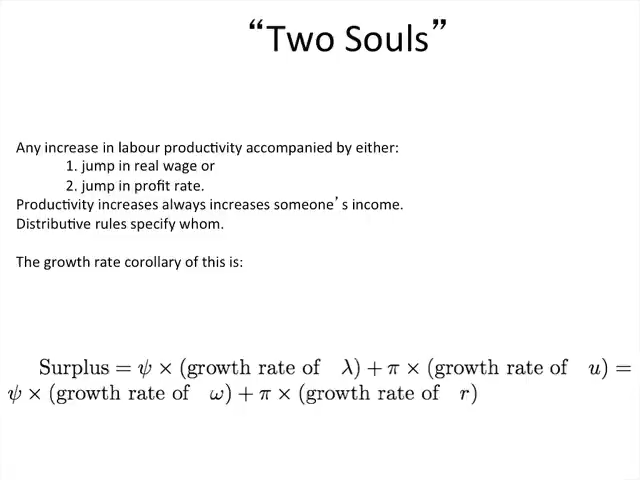 “Two Souls”
Any increase in labour productivity accompanied by either:
1. jump in real wage or
2. jump in profit rate.
Productivity increases always increases someone’s income.
Distributive rules specify whom.
The growth rate corollary of this is:
Surplus = ψ × (growth rate of λ) + π × (growth rate of u) =
ψ × (growth rate of ω) + π × (growth rate of r)